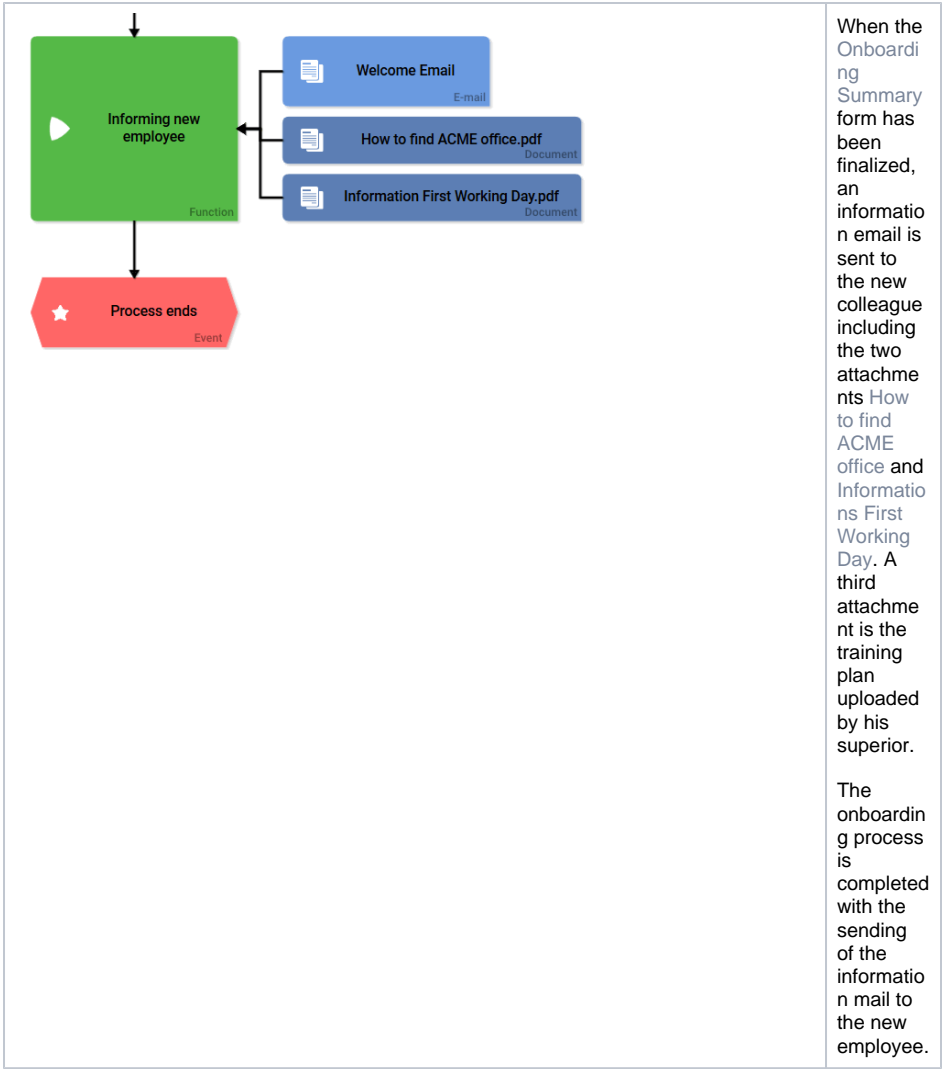 Welcome Email
E-mail
Informing new
employee
How to find ACME office.pdf
Document
Information First Working Day.pdf
Document
Function
Process ends
Event
When the
Onboardi
ng
Summary
form has
been
finalized,
an
informatio
n email is
sent to
the new
colleague
including
the two
attachme
nts How
to find
ACME
office and
Informatio
ns First
Working
Day. A
third
attachme
nt is the
training
plan
uploaded
by his
superior.
The
onboardin
g process
is
completed
with the
sending
of the
informatio
n mail to
the new
employee.